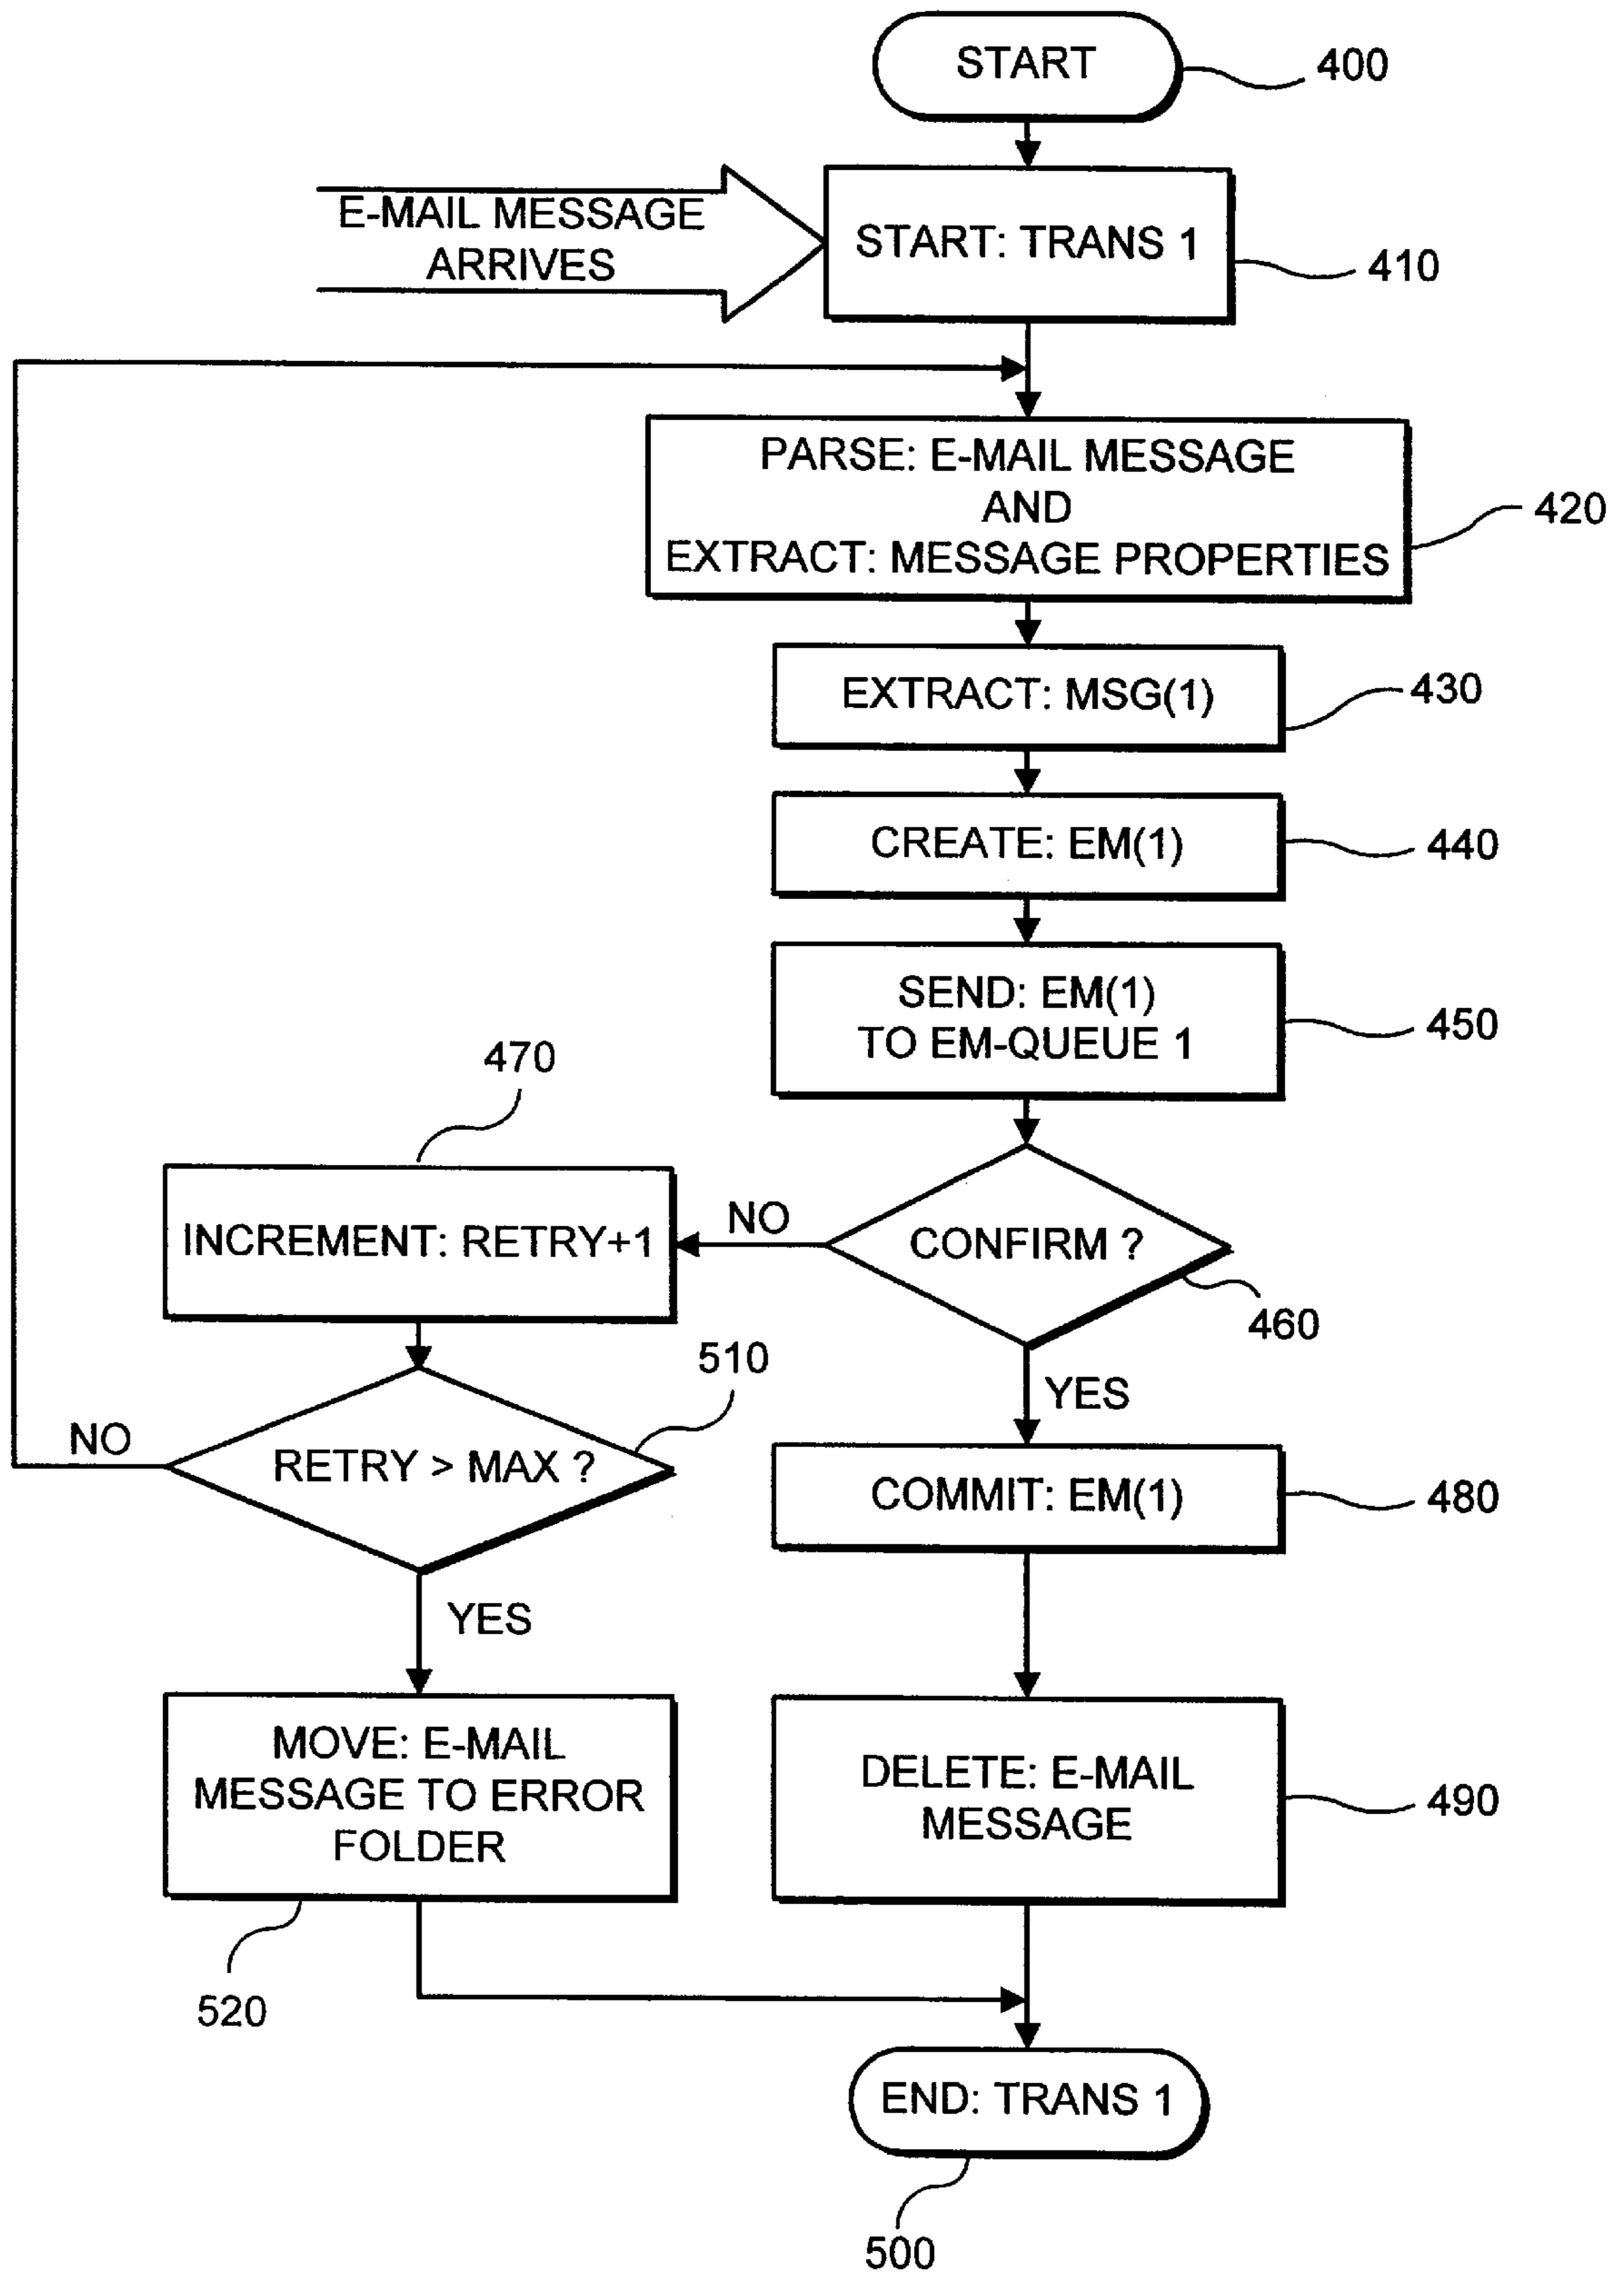 START
400
E-MAIL MESSAGE
ARRIVES
START: TRANS 1
410
PARSE: E-MAIL MESSAGE
AND
EXTRACT: MESSAGE PROPERTIES
420
EXTRACT: MSG(1)
430
CREATE: EM(1)
440
SEND: EM(1)
TO EM-QUEUE 1
450
470
INCREMENT: RETRY+1
NO
CONFIRM ?
460
510
YES
NO
RETRY > MAX ?
COMMIT: EM(1)
480
YES
MOVE: E-MAIL
MESSAGE TO ERROR
FOLDER
DELETE: E-MAIL
MESSAGE
490
520
END: TRANS 1
500